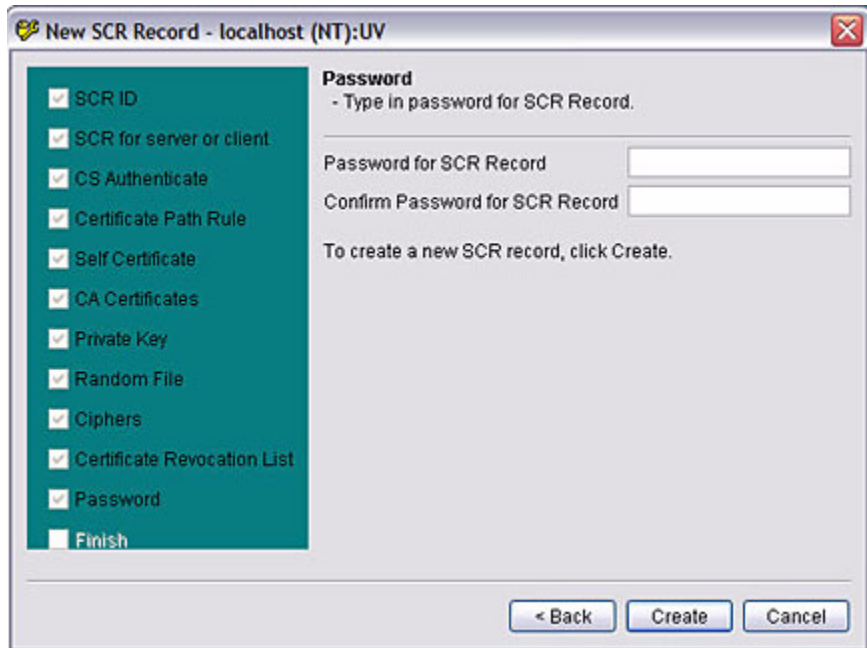 New SCR Record - localhost (NT):UV
SCR ID
SCR for server or client
CS Authenticate
Certificate Path Rule
Self Certificate
CA Certificates
Private Key
Random File
Ciphers
Certificate Revocation List
Password
Finish
Password
- Type in password for SCR Record.
Password for SCR Record
Confirm Password for SCR Record
To create a new SCR record, click Create.
< Back
Create
Cancel